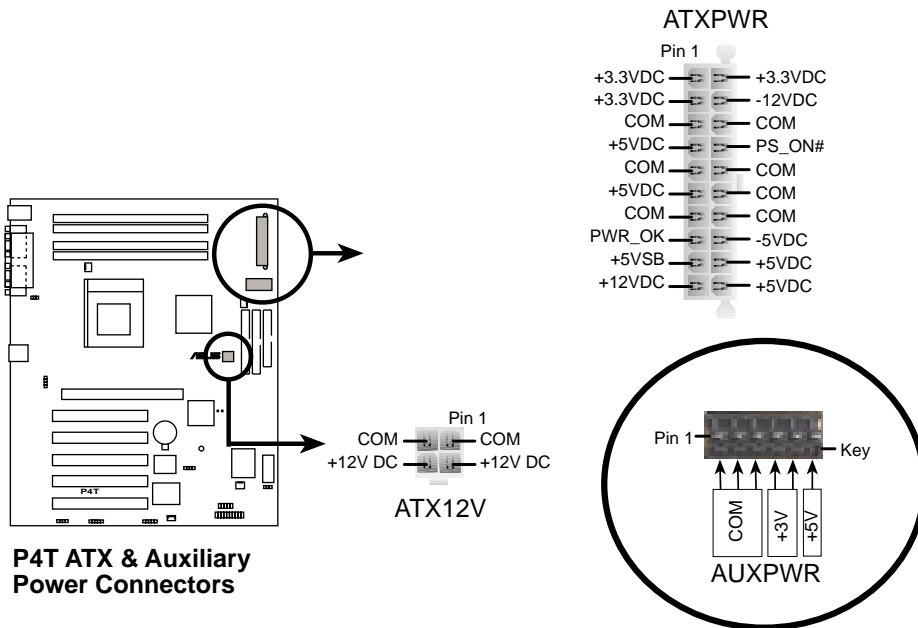 ATXPWR
Pin 1
+3.3VDC +3.3VDC
+3.3VDC -12VDC
COM COM
+5VDC PS_ON#
COM COM
+5VDC COM
COM COM
PWR_OK -5VDC
+5VSB +5VDC
+12VDC +5VDC
/SUS
P4T
Pin 1
COM COM
+12V DC +12V DC
ATX12V
Pin 1 Key
COM +3V +5V
AUXPWR
P4T ATX & Auxiliary
Power Connectors